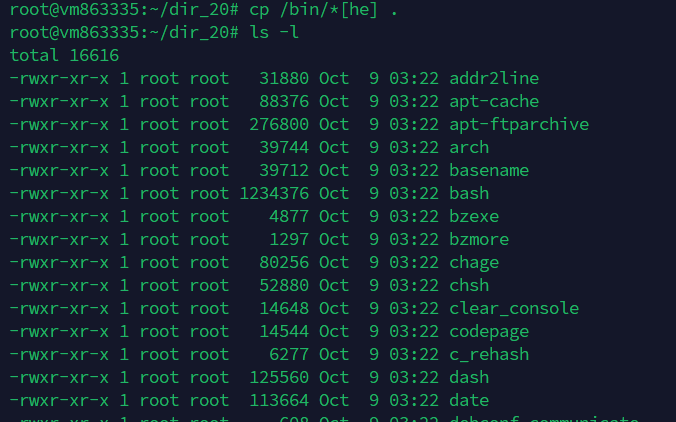 root@vm863335:~/dir_20# cp /bin/*[he] .
root@vm863335:~/dir_20# ls -l
total 16616
-rwxr-xr-x 1 root root   31880 Oct  9 03:22 addr2line
-rwxr-xr-x 1 root root   88376 Oct  9 03:22 apt-cache
-rwxr-xr-x 1 root root  276800 Oct  9 03:22 apt-ftparchive
-rwxr-xr-x 1 root root   39744 Oct  9 03:22 arch
-rwxr-xr-x 1 root root   39712 Oct  9 03:22 basename
-rwxr-xr-x 1 root root 1234376 Oct  9 03:22 bash
-rwxr-xr-x 1 root root    4877 Oct  9 03:22 bzexe
-rwxr-xr-x 1 root root    1297 Oct  9 03:22 bzmore
-rwxr-xr-x 1 root root   80256 Oct  9 03:22 chage
-rwxr-xr-x 1 root root   52880 Oct  9 03:22 chsh
-rwxr-xr-x 1 root root   14648 Oct  9 03:22 clear_console
-rwxr-xr-x 1 root root   14544 Oct  9 03:22 codepage
-rwxr-xr-x 1 root root    6277 Oct  9 03:22 c_rehash
-rwxr-xr-x 1 root root  125560 Oct  9 03:22 dash
-rwxr-xr-x 1 root root  113664 Oct  9 03:22 date